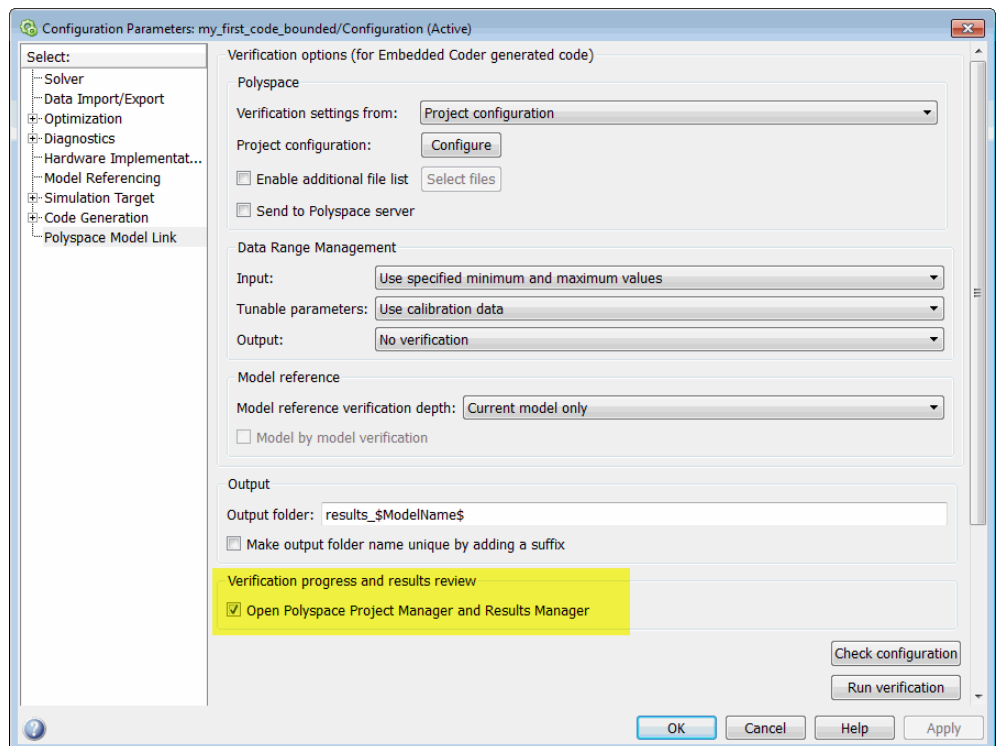 Configuration Parameters: my_first_code_bounded/Configuration (Active)
Select:
Solver
Data Import/Export
Optimization
Diagnostics
Hardware Implementat...
Model Referencing
Simulation Target
Code Generation
Polyspace Model Link
Verification options (for Embedded Coder generated code)
Polyspace
Verification settings from: Project configuration
Project configuration: Configure
Enable additional file list Select files
Send to Polyspace server
Data Range Management
Input: Use specified minimum and maximum values
Tunable parameters: Use calibration data
Output: No verification
Model reference
Model reference verification depth: Current model only
Model by model verification
Output
Output folder: results_$ModelName$
Make output folder name unique by adding a suffix
Verification progress and results review
Open Polyspace Project Manager and Results Manager
Check configuration
Run verification
OK Cancel Help Apply